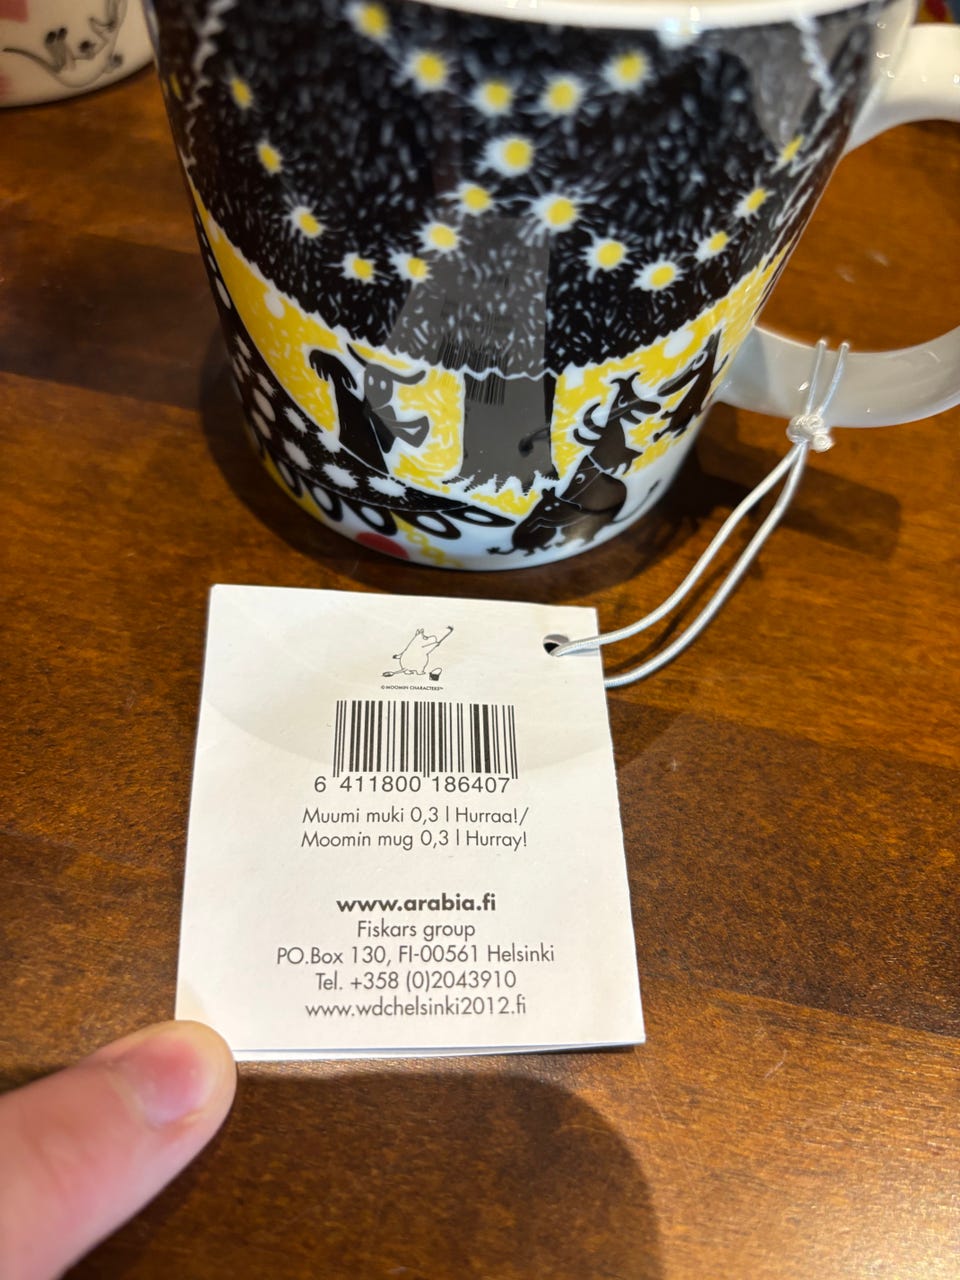 © MOOMIN CHARACTERS™
6 411800 186407
Muumi muki 0,3 l Hurraa!/
Moomin mug 0,3 l Hurray!
www.arabia.fi
Fiskars group
P.O.Box 130, FI-00561 Helsinki
Tel. +358 (0)2043910
www.wdchelsinki2012.fi